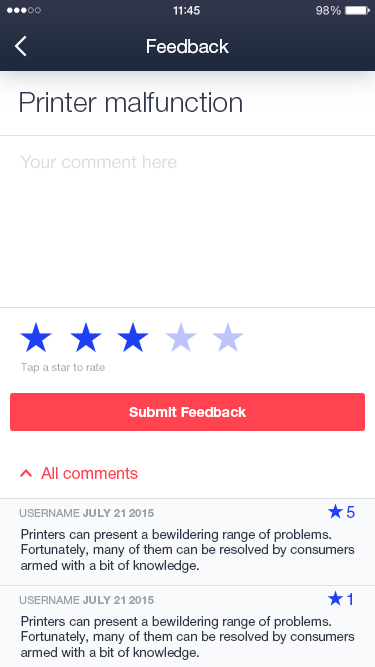 11:45
98%
Feedback
Printer malfunction
Your comment here
Tap a star to rate
Submit Feedback
All comments
USERNAME JULY 21 2015 5
Printers can present a bewildering range of problems.
Fortunately, many of them can be resolved by consumers
armed with a bit of knowledge.
USERNAME JULY 21 2015 1
Printers can present a bewildering range of problems.
Fortunately, many of them can be resolved by consumers
armed with a bit of knowledge.